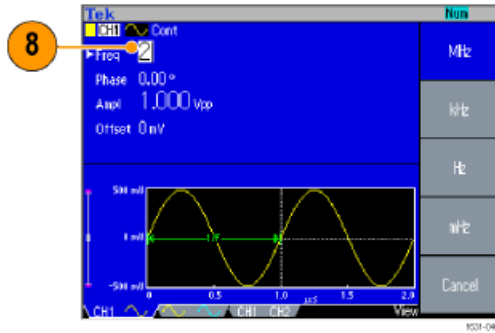 Tek Num
CH1 Cont
8
Freq 2
MHz
Phase 0.00 °
Ampl 1.000 Vpp
kHz
Offset 0 mV
Hz
500 mV
0 mV 1/F
mHz
-500 mV
0 0.5 1.0 µs 1.5 2.0
Cancel
CH1 CH1 CH2 View